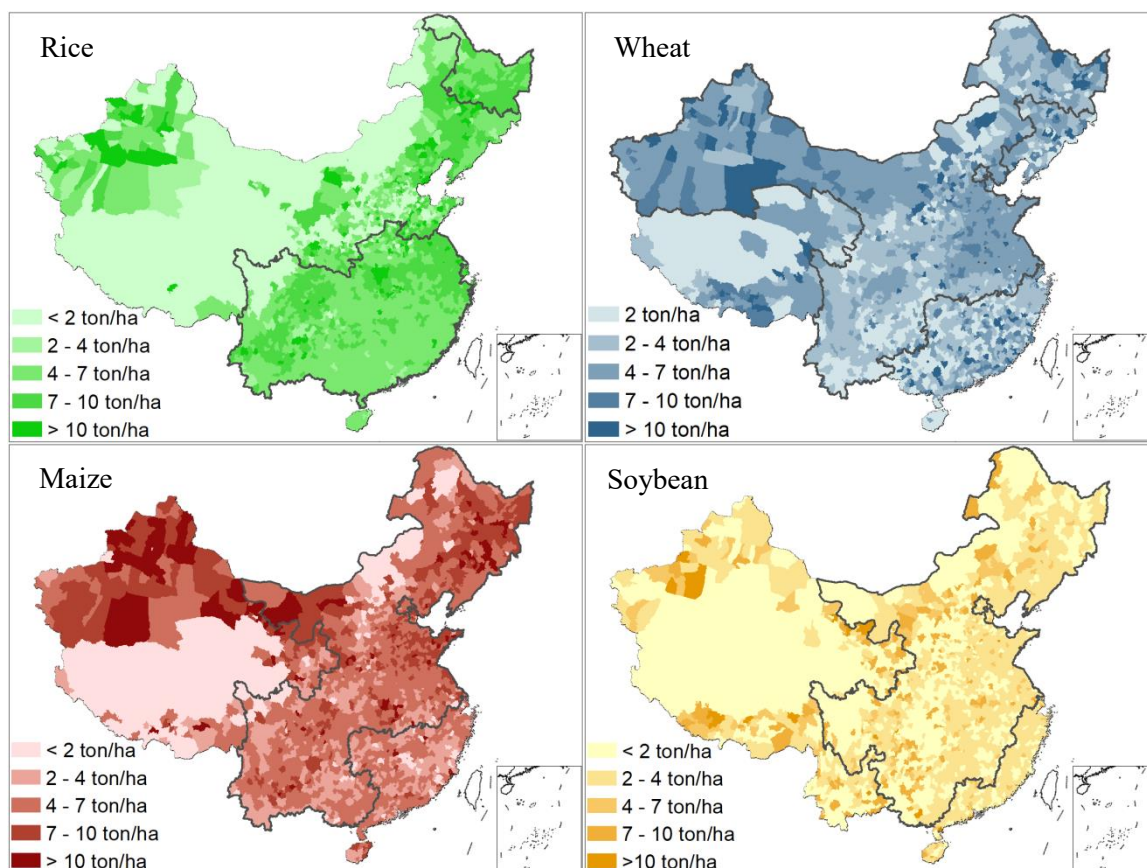 Rice
< 2 ton/ha
2 - 4 ton/ha
4 - 7 ton/ha
7 - 10 ton/ha
> 10 ton/ha
Wheat
2 ton/ha
2 - 4 ton/ha
4 - 7 ton/ha
7 - 10 ton/ha
> 10 ton/ha
Maize
< 2 ton/ha
2 - 4 ton/ha
4 - 7 ton/ha
7 - 10 ton/ha
> 10 ton/ha
Soybean
< 2 ton/ha
2 - 4 ton/ha
4 - 7 ton/ha
7 - 10 ton/ha
>10 ton/ha